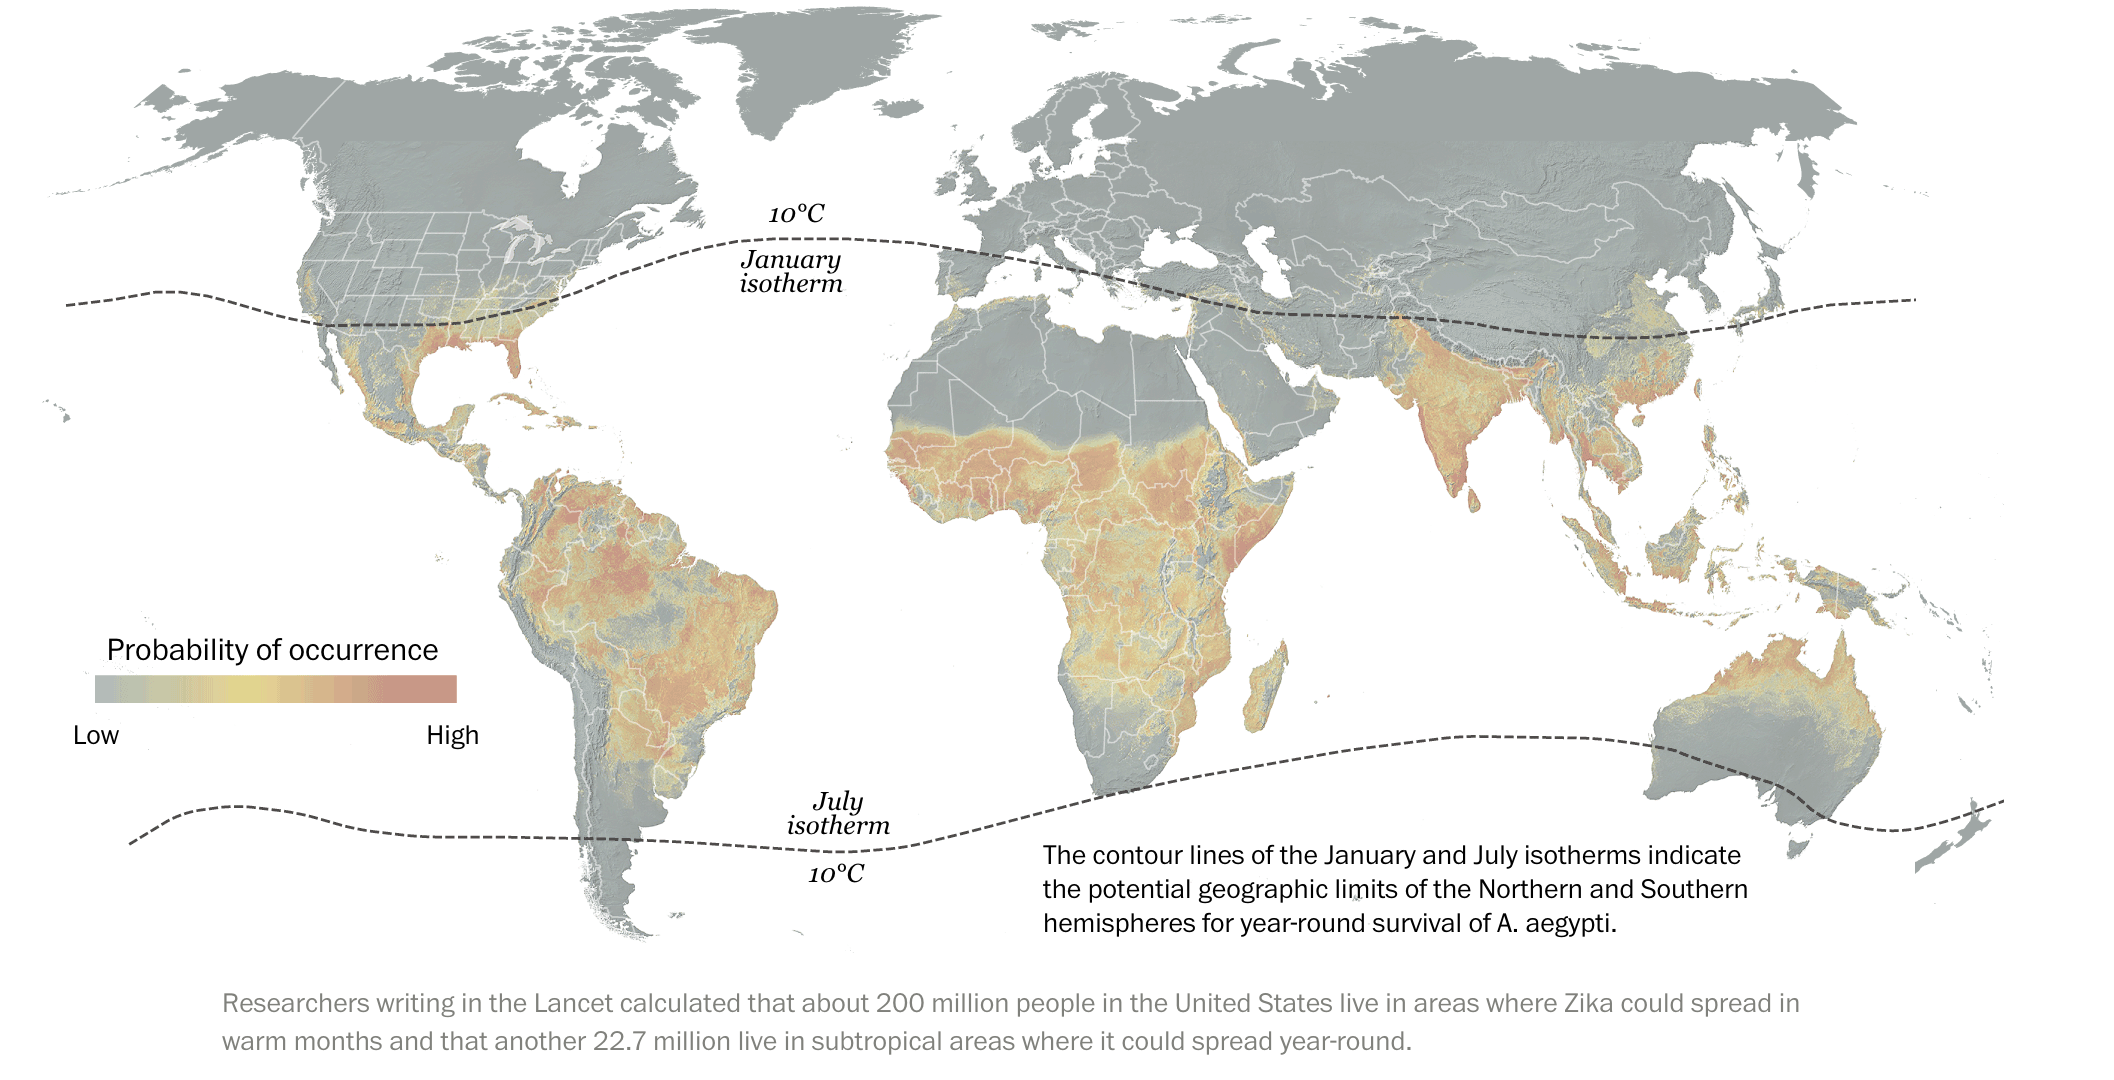 10°C
January
isotherm
Probability of occurrence
Low
High
July
isotherm
10°C
The contour lines of the January and July isotherms indicate
the potential geographic limits of the Northern and Southern
hemispheres for year-round survival of A. aegypti.
Researchers writing in the Lancet calculated that about 200 million people in the United States live in areas where Zika could spread in
warm months and that another 22.7 million live in subtropical areas where it could spread year-round.